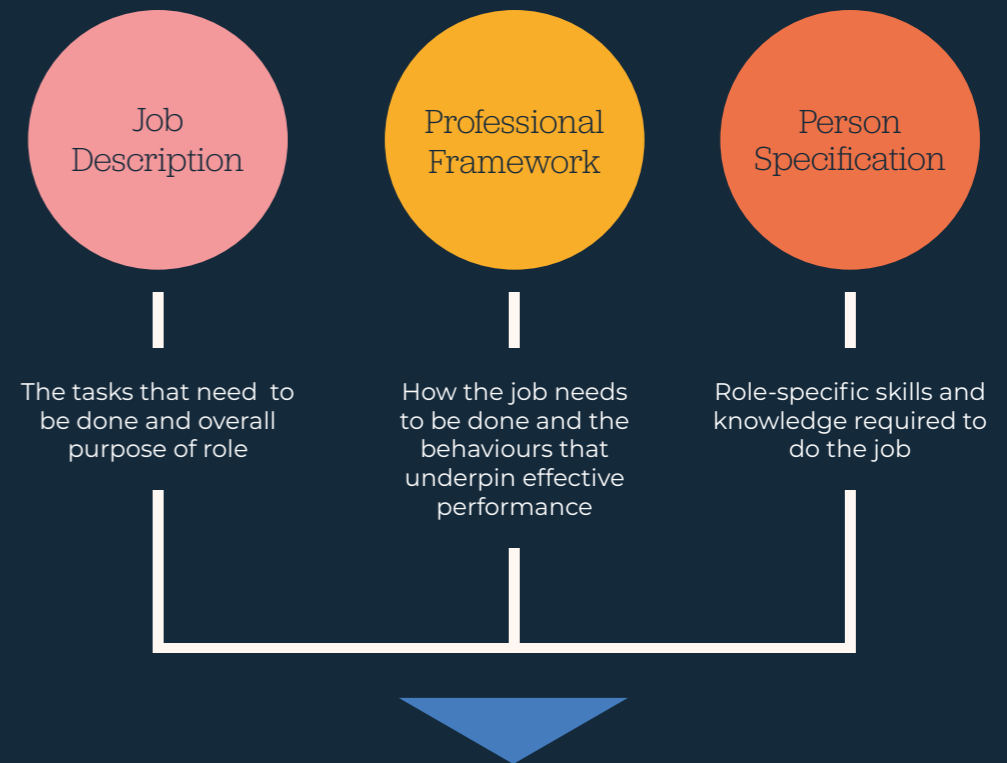 Job
Description
The tasks that need to
be done and overall
purpose of role
Professional
Framework
How the job needs
to be done and the
behaviours that
underpin effective
performance
Person
Specification
Role-specific skills and
knowledge required to
do the job